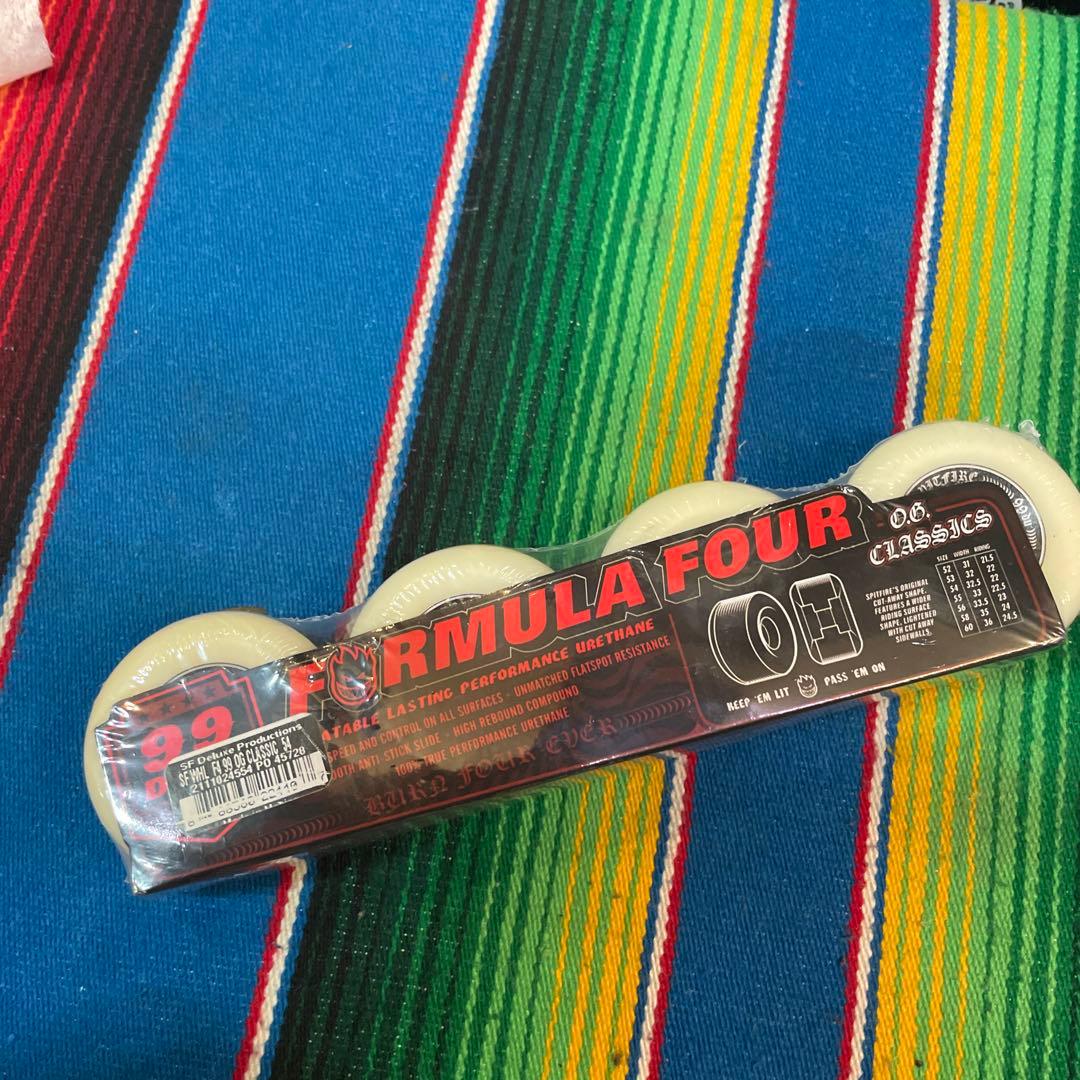 FORMULA FOUR
LASTING PERFORMANCE URETHANE
SPEED AND CONTROL ON ALL SURFACES - UNMATCHED FLATSPOT RESISTANCE
ANTI STICK SLIDE - HIGH REBOUND COMPOUND
100% TRUE PERFORMANCE URETHANE
BURN FOUR EVER
99
D
SF Deluxe Productions
SF WHL F4 99 OG CLASSIC 54
2111024554 PO 45728
KEEP 'EM LIT PASS 'EM ON
O.G.
CLASSICS
SPITFIRE'S ORIGINAL
CUT-AWAY SHAPE.
FEATURES A WIDER
RIDING SURFACE
SHAPE. LIGHTENED
WITH CUT AWAY
SIDEWALLS.
SIZE WIDTH RIDING
52 31 21.5
53 32 22
54 32.5 22
55 33 22.5
56 33.5 23
58 35 24
60 36 24.5
99du